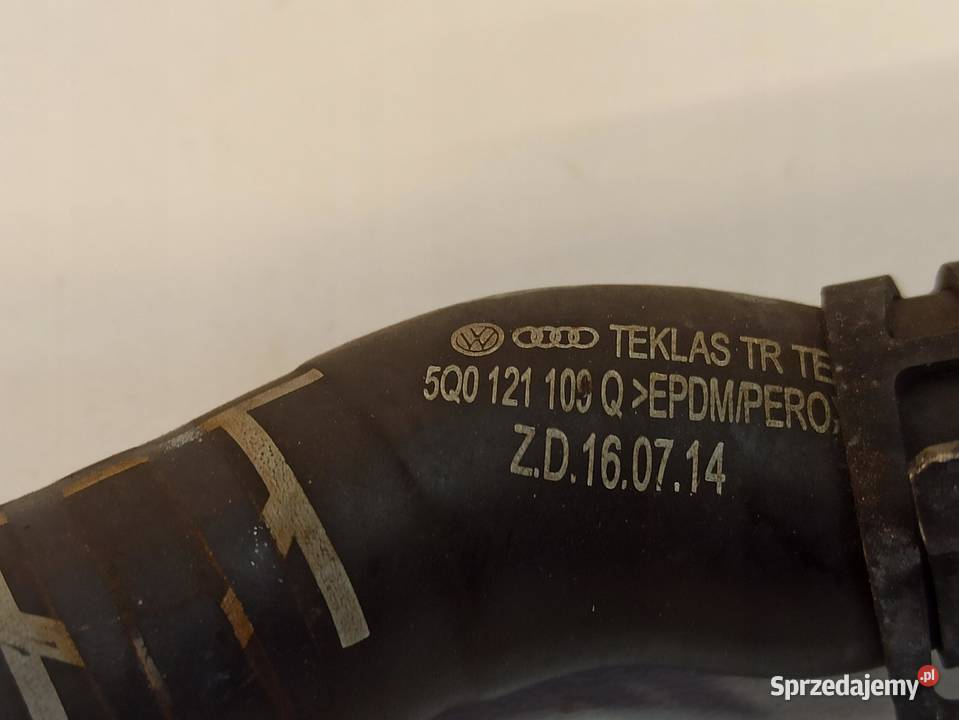 TEKLAS TR TE
5Q0 121 109 Q >EPDM/PERO
Z.D.16.07.14
Sprzedajemy.pl